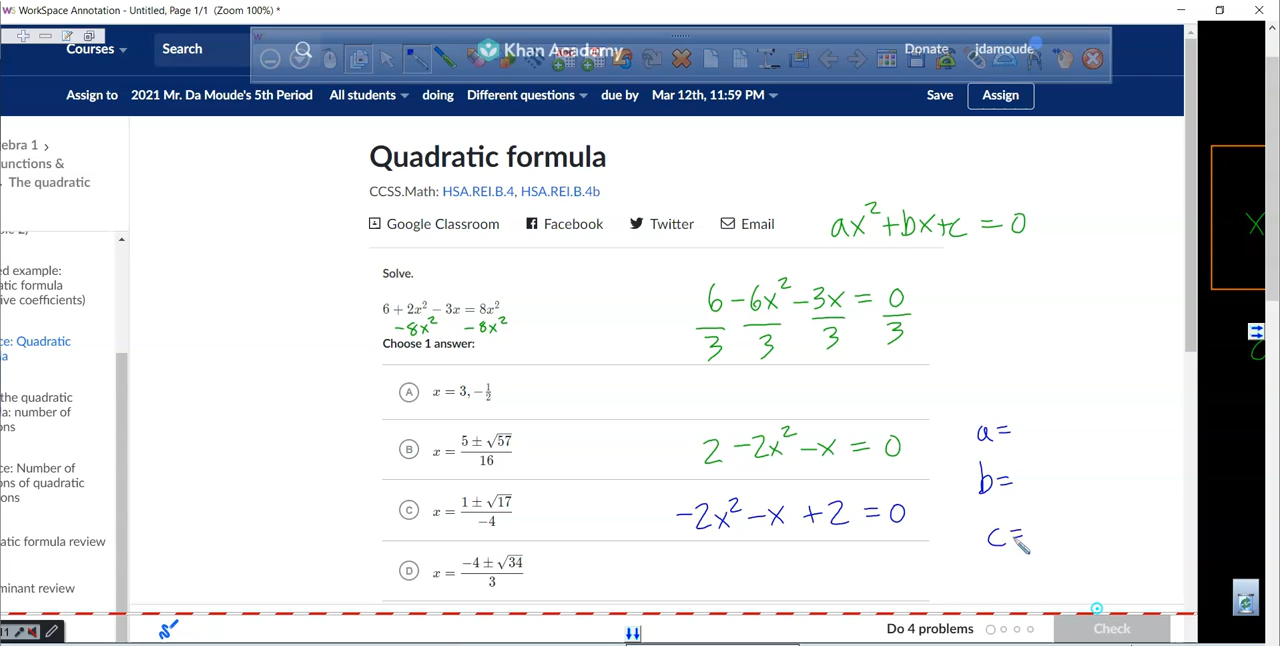 WorkSpace Annotation - Untitled, Page 1/1 (Zoom 100%) *
Courses Search Khan Academy Donate jdamoude
Assign to 2021 Mr. Da Moude's 5th Period All students doing Different questions due by Mar 12th, 11:59 PM Save Assign
ebra 1
unctions &
The quadratic
ed example:
atic formula
ive coefficients)
ce: Quadratic
la
the quadratic
la: number of
ons
ce: Number of
ons of quadratic
ons
atic formula review
minant review
Quadratic formula
CCSS.Math: HSA.REI.B.4, HSA.REI.B.4b
Google Classroom Facebook Twitter Email
ax² + bx + c = 0
Solve.
6 + 2x² − 3x = 8x²
−8x² −8x²
Choose 1 answer:
6/3 − 6x²/3 − 3x/3 = 0/3
A x = 3, −1/2
B x = (5 ± √57)/16
C x = (1 ± √17)/−4
D x = (−4 ± √34)/3
2 − 2x² − x = 0
−2x² − x + 2 = 0
a =
b =
c =
Do 4 problems Check
X